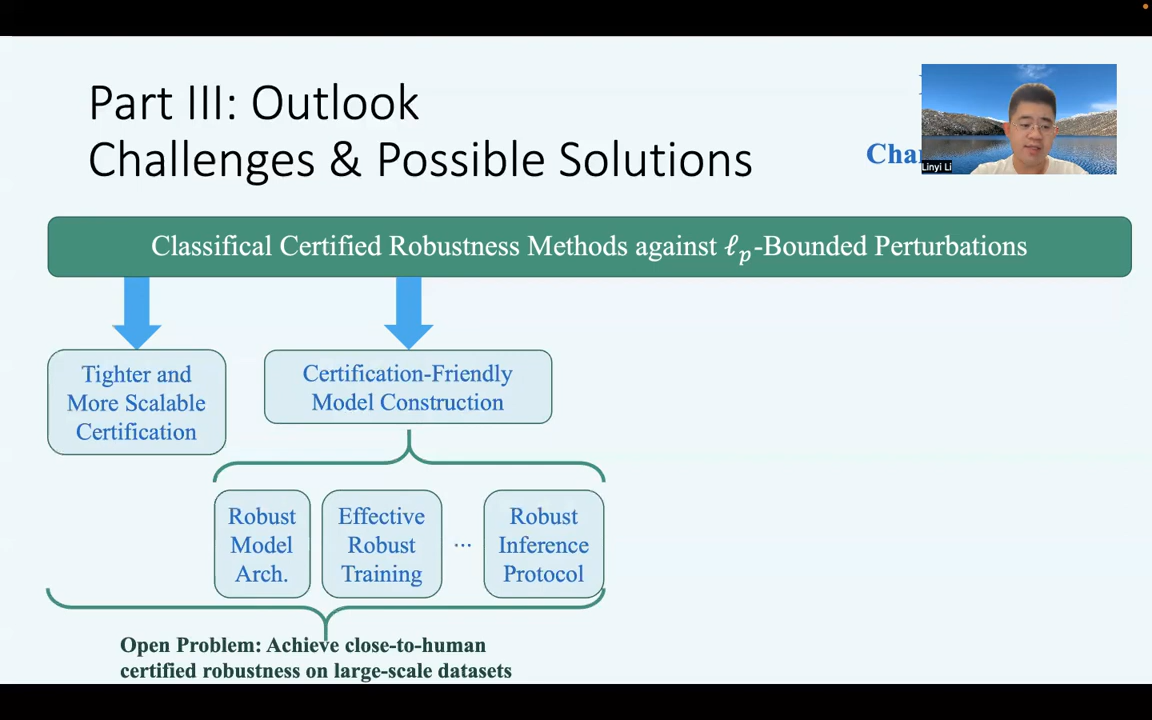 Part III: Outlook
Challenges & Possible Solutions
Linyi Li
Classifical Certified Robustness Methods against ℓp-Bounded Perturbations
Tighter and
More Scalable
Certification
Certification-Friendly
Model Construction
Robust
Model
Arch.
Effective
Robust
Training
...
Robust
Inference
Protocol
Open Problem: Achieve close-to-human
certified robustness on large-scale datasets